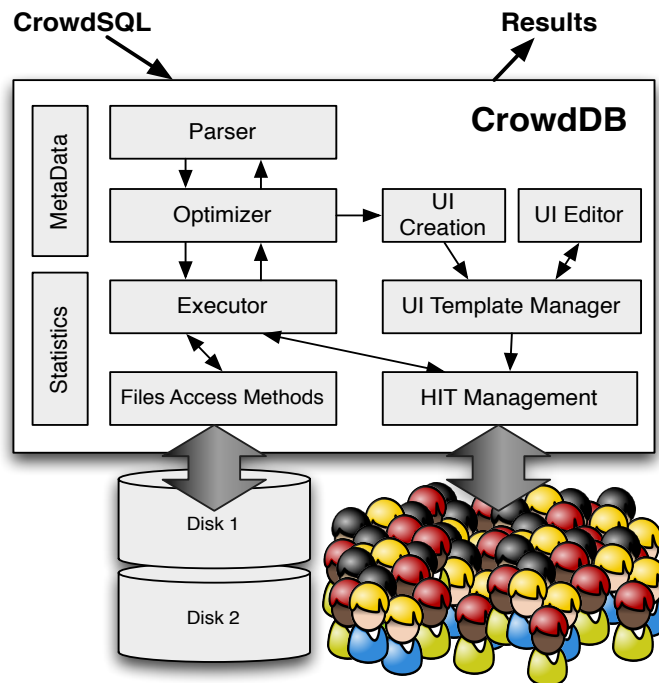 CrowdSQL
Results
CrowdDB
MetaData
Statistics
Parser
Optimizer
UI
Creation
UI Editor
Executor
UI Template Manager
Files Access Methods
HIT Management
Disk 1
Disk 2